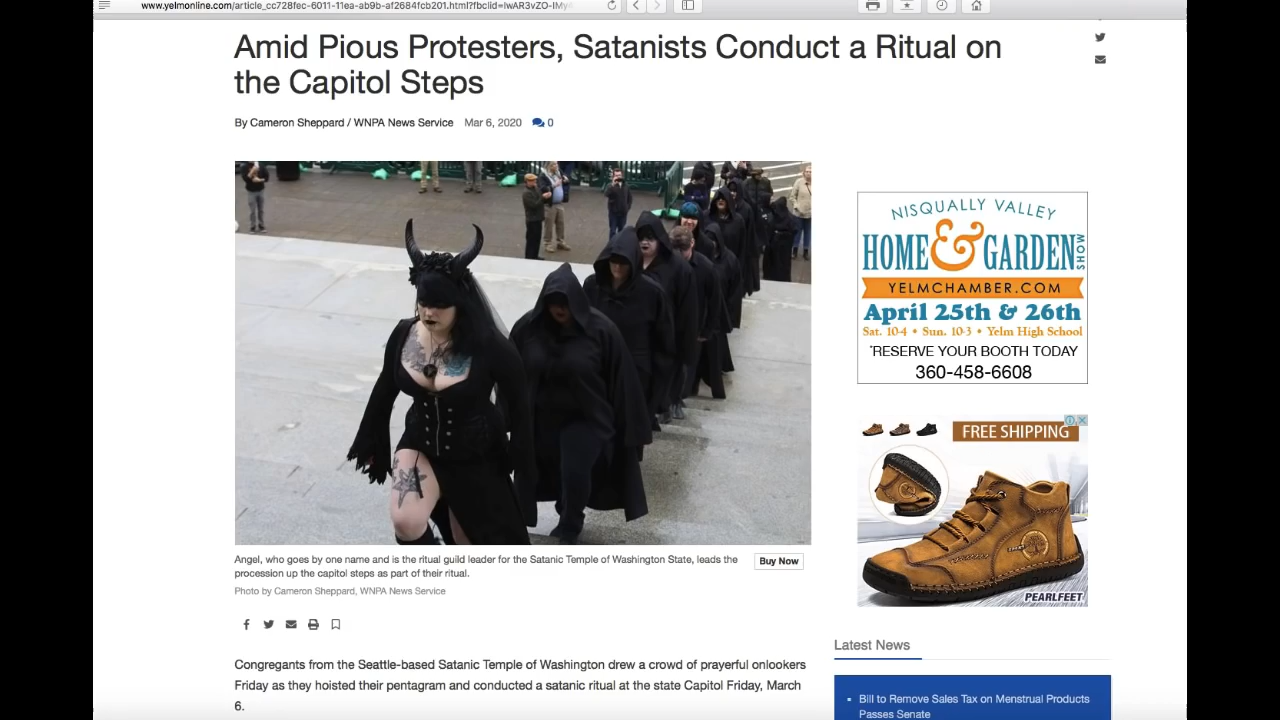 www.yelmonline.com/article_cc728fec-6011-11ea-ab9b-af2684fcb201.html?fbclid=IwAR3vZO-IMy
Amid Pious Protesters, Satanists Conduct a Ritual on
the Capitol Steps
By Cameron Sheppard / WNPA News Service Mar 6, 2020 0
Angel, who goes by one name and is the ritual guild leader for the Satanic Temple of Washington State, leads the
procession up the capitol steps as part of their ritual.
Buy Now
Photo by Cameron Sheppard, WNPA News Service
Congregants from the Seattle-based Satanic Temple of Washington drew a crowd of prayerful onlookers
Friday as they hoisted their pentagram and conducted a satanic ritual at the state Capitol Friday, March
6.
NISQUALLY VALLEY
HOME & GARDEN SHOW
YELMCHAMBER.COM
April 25th & 26th
Sat. 10-4 • Sun. 10-3 • Yelm High School
*RESERVE YOUR BOOTH TODAY
360-458-6608
FREE SHIPPING
PEARLFEET
Latest News
Bill to Remove Sales Tax on Menstrual Products
Passes Senate